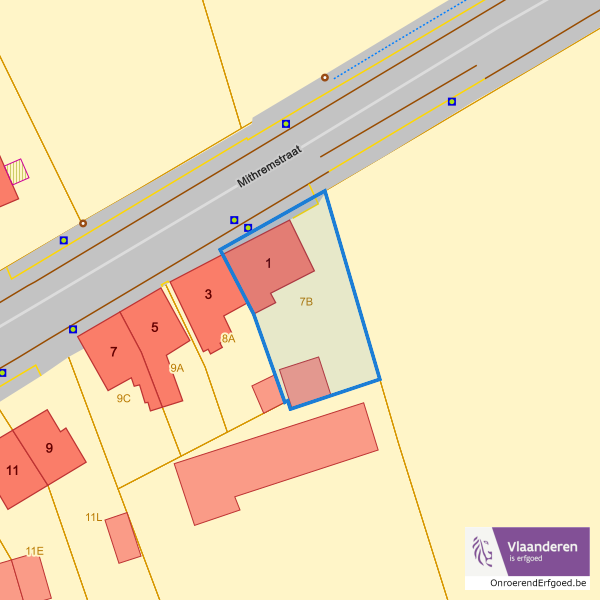 Mithremstraat
1
3
7B
5
8A
7
9A
9C
9
11
11L
11E
Vlaanderen
is erfgoed
OnroerendErfgoed.be